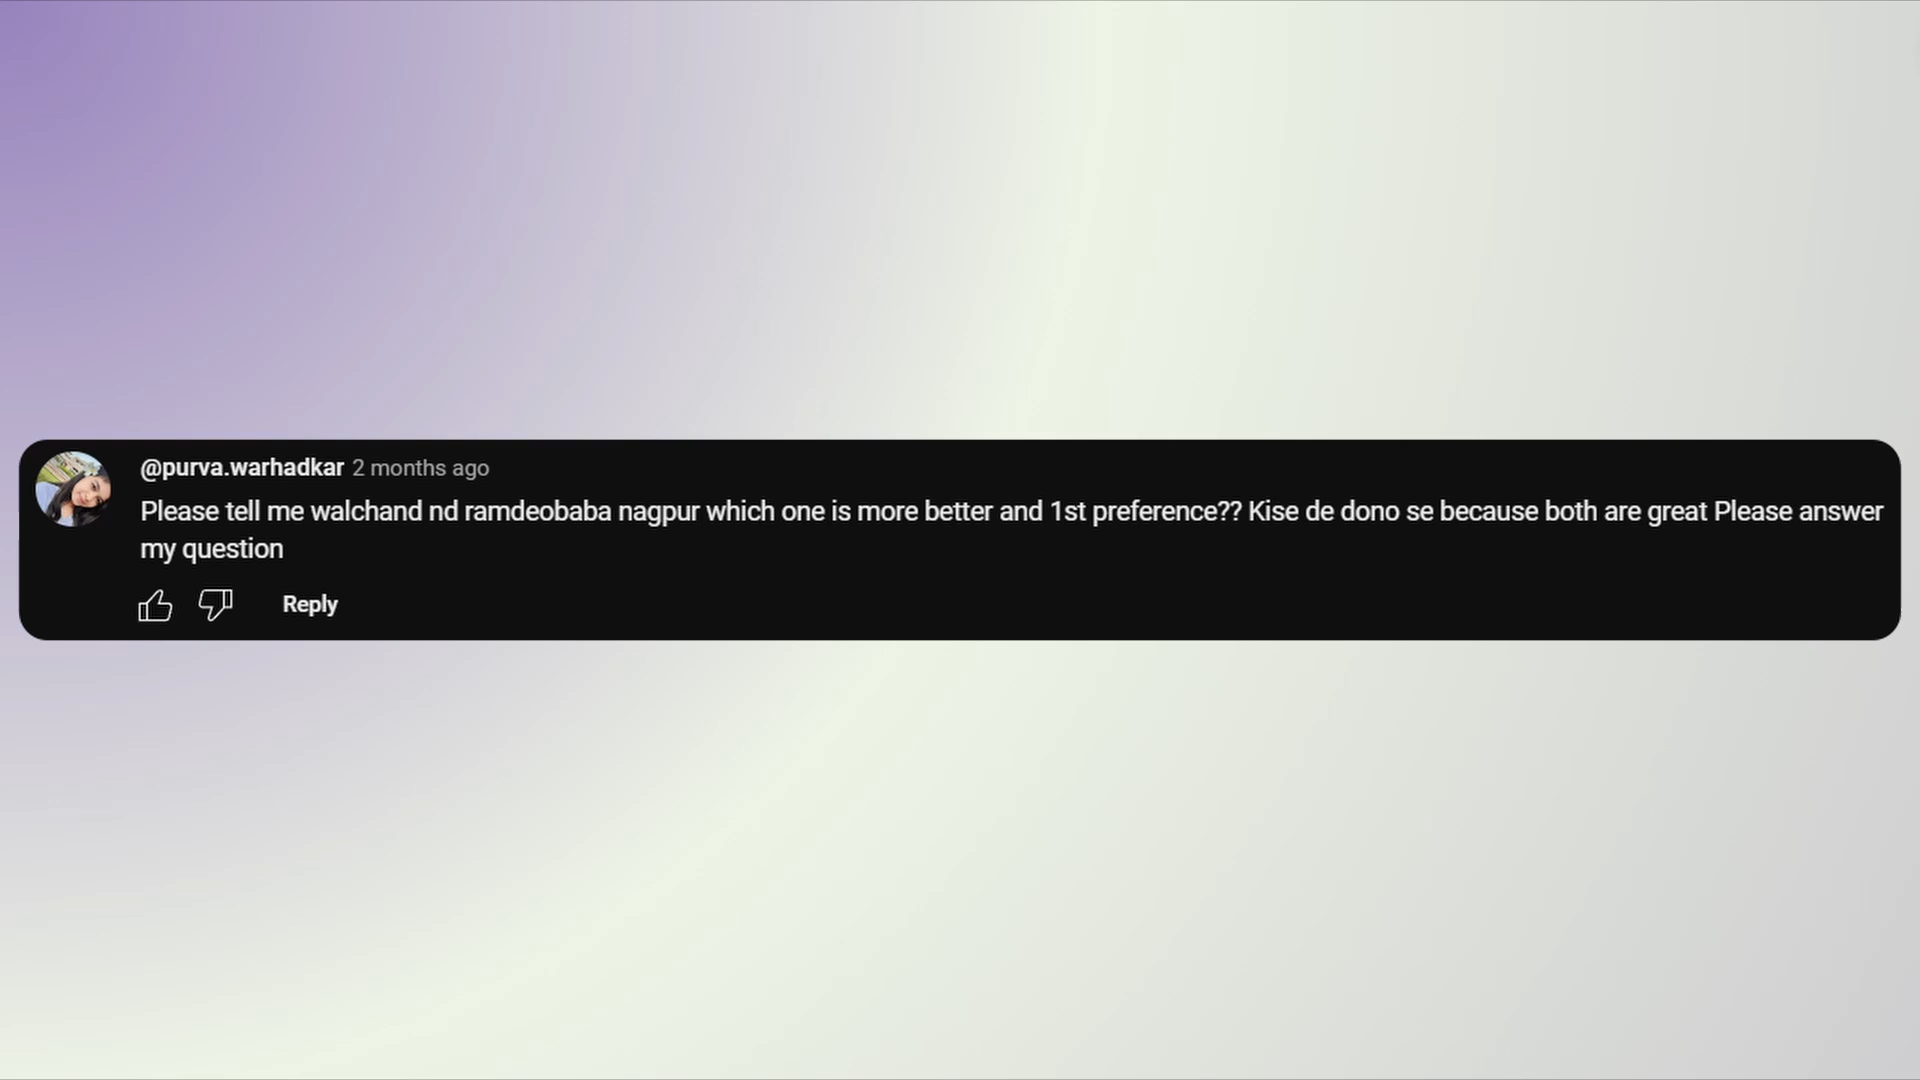 @purva.warhadkar 2 months ago
Please tell me walchand nd ramdeobaba nagpur which one is more better and 1st preference?? Kise de dono se because both are great Please answer
my question
Reply